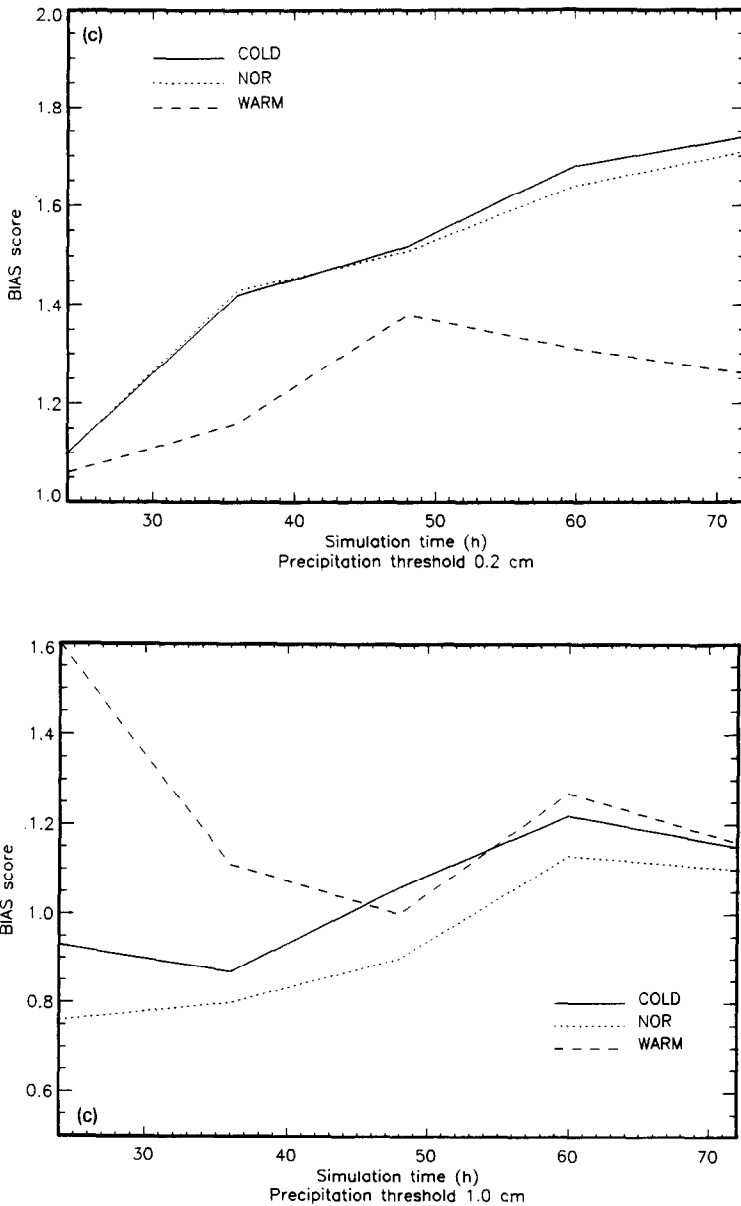 (c)
COLD
NOR
WARM
2.0
1.8
1.6
1.4
1.2
1.0
BIAS score
30 40 50 60 70
Simulation time (h)
Precipitation threshold 0.2 cm
1.6
1.4
1.2
1.0
0.8
0.6
BIAS score
COLD
NOR
WARM
(c)
30 40 50 60 70
Simulation time (h)
Precipitation threshold 1.0 cm